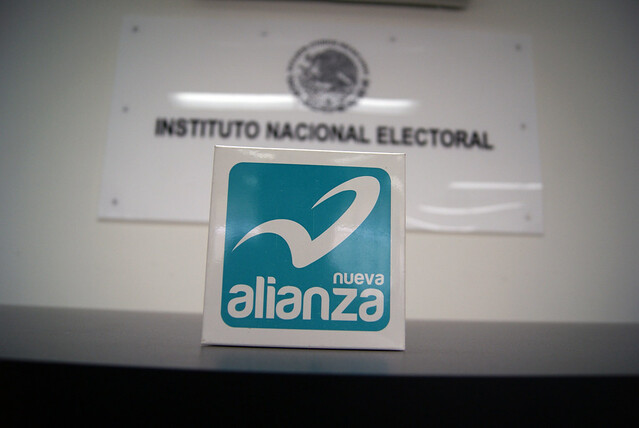 INSTITUTO NACIONAL ELECTORAL
nueva
alianza